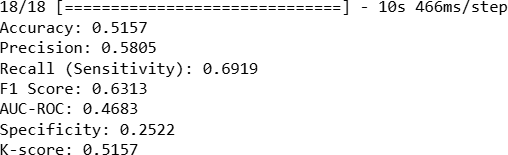 18/18 [==============================] - 10s 466ms/step
Accuracy: 0.5157
Precision: 0.5805
Recall (Sensitivity): 0.6919
F1 Score: 0.6313
AUC-ROC: 0.4683
Specificity: 0.2522
K-score: 0.5157